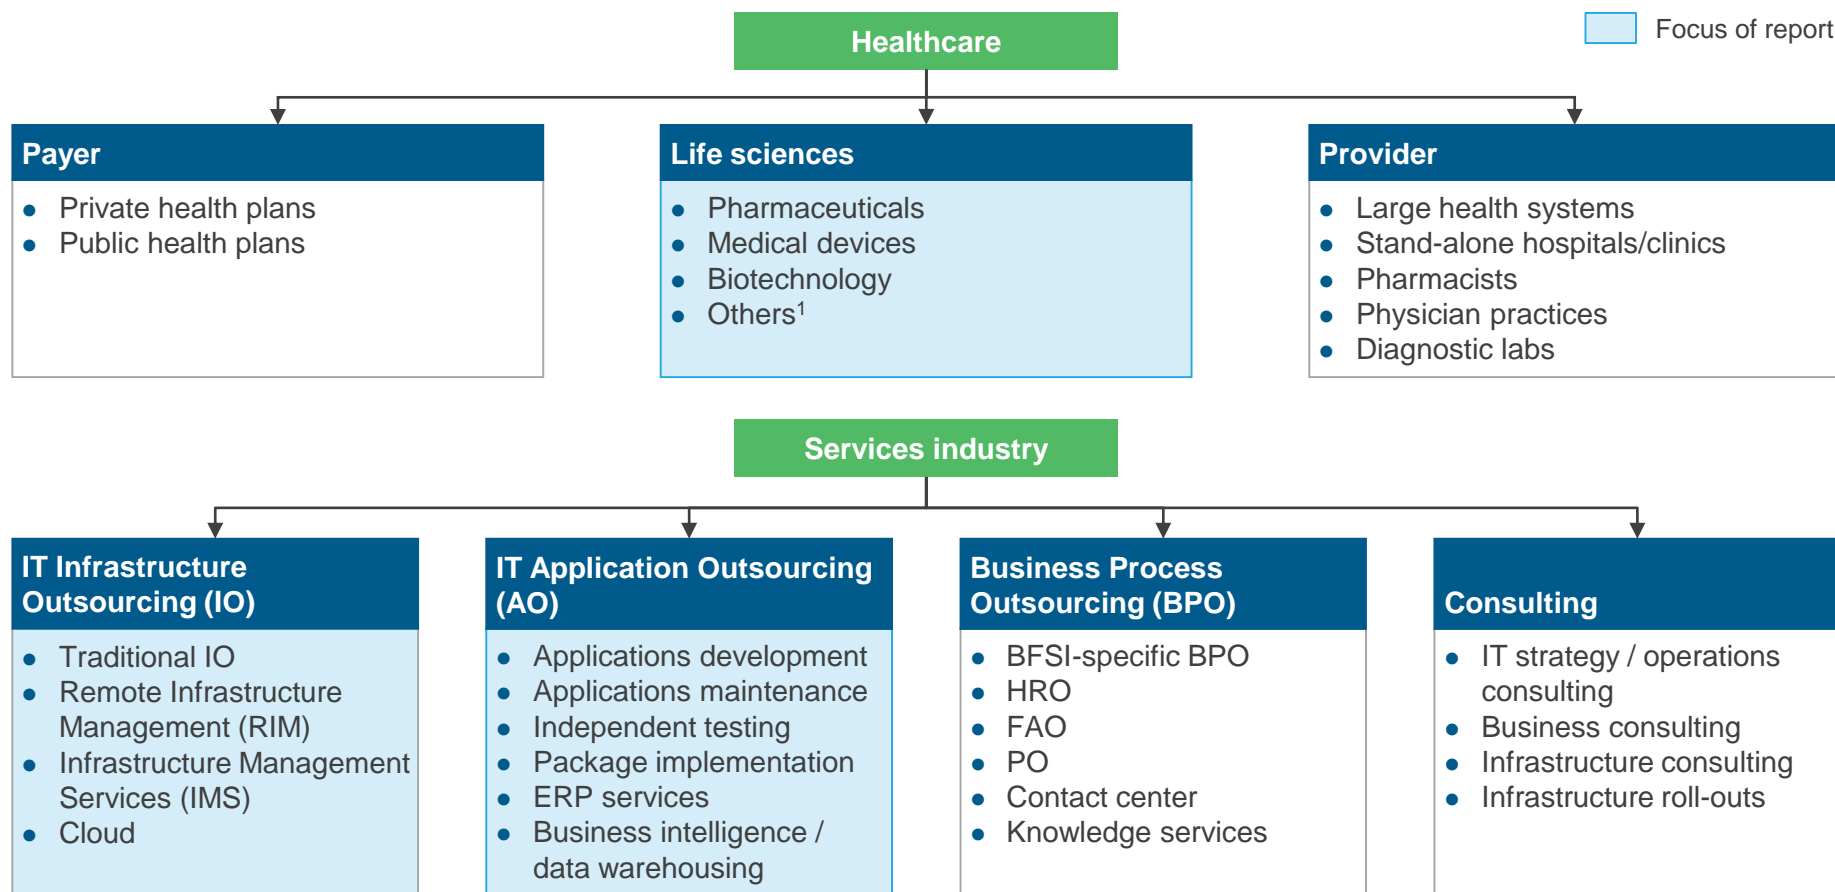 Healthcare
Focus of report
Payer
● Private health plans
● Public health plans
Life sciences
● Pharmaceuticals
● Medical devices
● Biotechnology
● Others¹
Provider
● Large health systems
● Stand-alone hospitals/clinics
● Pharmacists
● Physician practices
● Diagnostic labs
Services industry
IT Infrastructure
Outsourcing (IO)
● Traditional IO
● Remote Infrastructure
Management (RIM)
● Infrastructure Management
Services (IMS)
● Cloud
IT Application Outsourcing
(AO)
● Applications development
● Applications maintenance
● Independent testing
● Package implementation
● ERP services
● Business intelligence /
data warehousing
Business Process
Outsourcing (BPO)
● BFSI-specific BPO
● HRO
● FAO
● PO
● Contact center
● Knowledge services
Consulting
● IT strategy / operations
consulting
● Business consulting
● Infrastructure consulting
● Infrastructure roll-outs